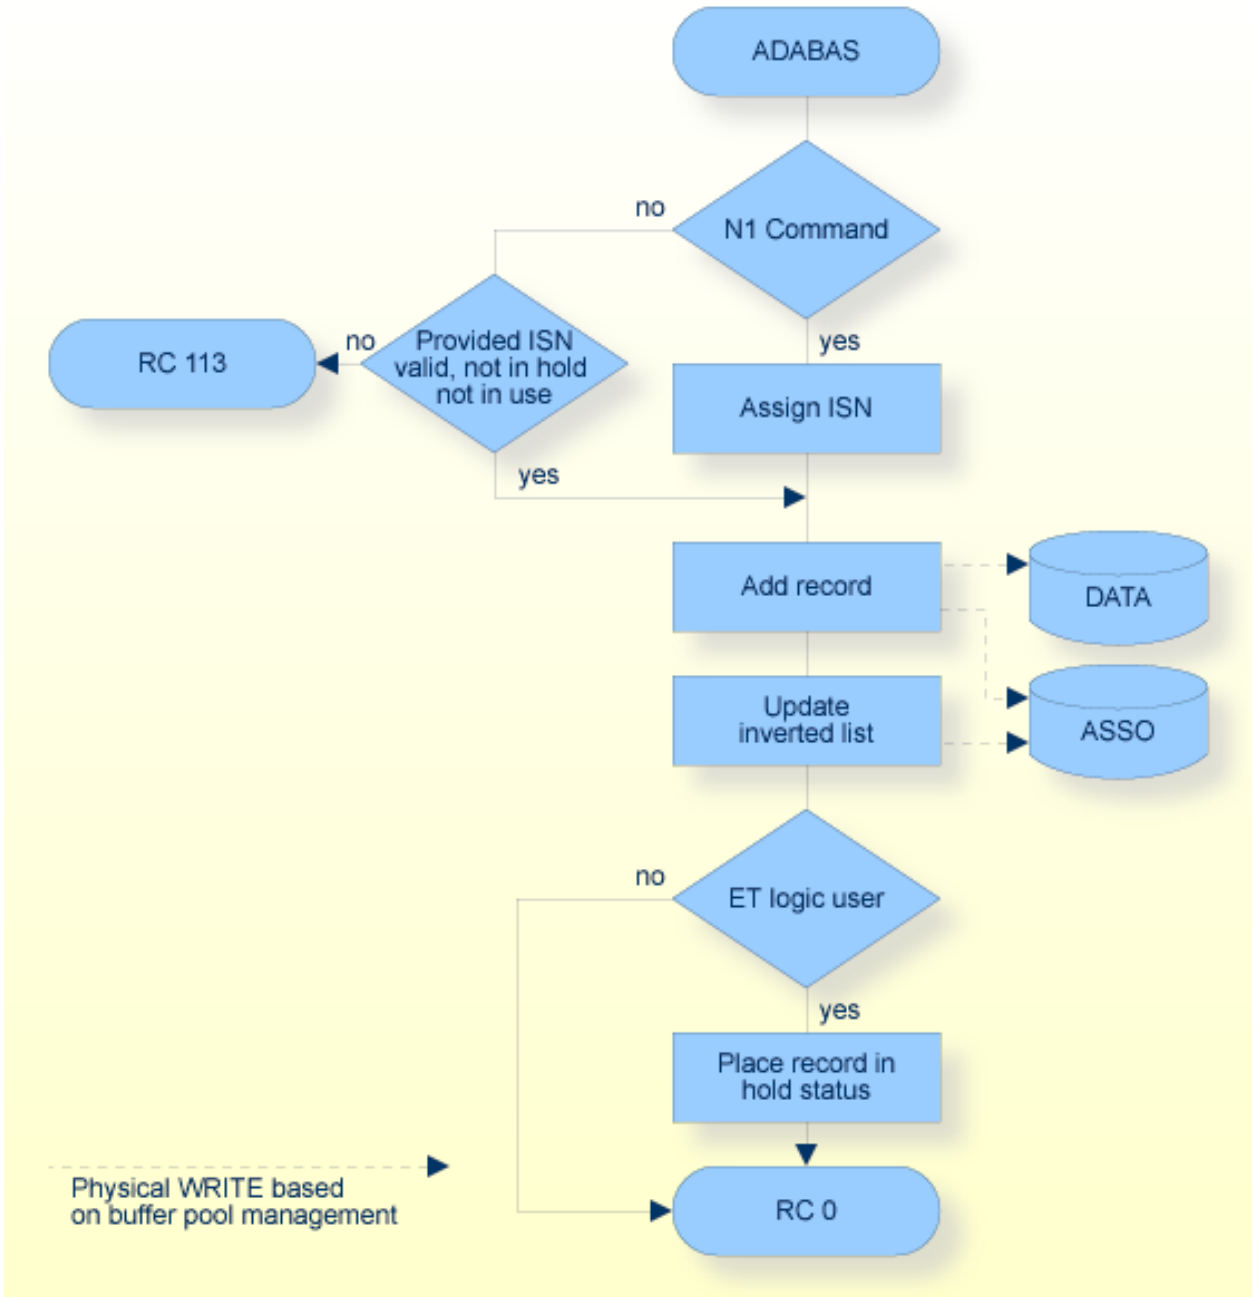 ADABAS
no
N1 Command
no
Provided ISN
valid, not in hold
not in use
yes
RC 113
Assign ISN
yes
Add record
DATA
Update
inverted list
ASSO
no
ET logic user
yes
Place record in
hold status
Physical WRITE based
on buffer pool management
RC 0